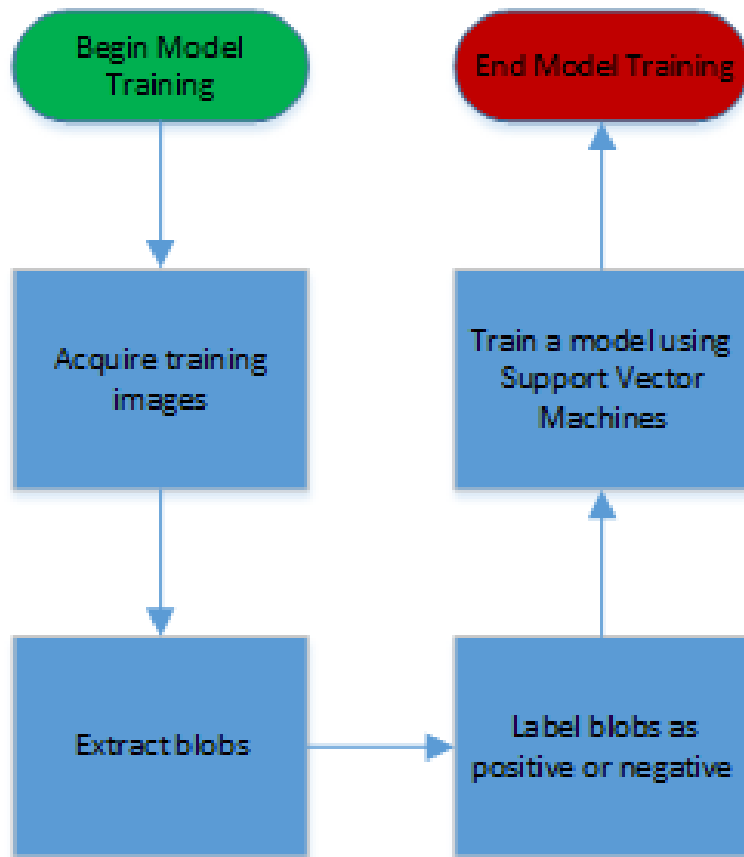 Begin Model
Training
End Model Training
Acquire training
images
Train a model using
Support Vector
Machines
Extract blobs
Label blobs as
positive or negative